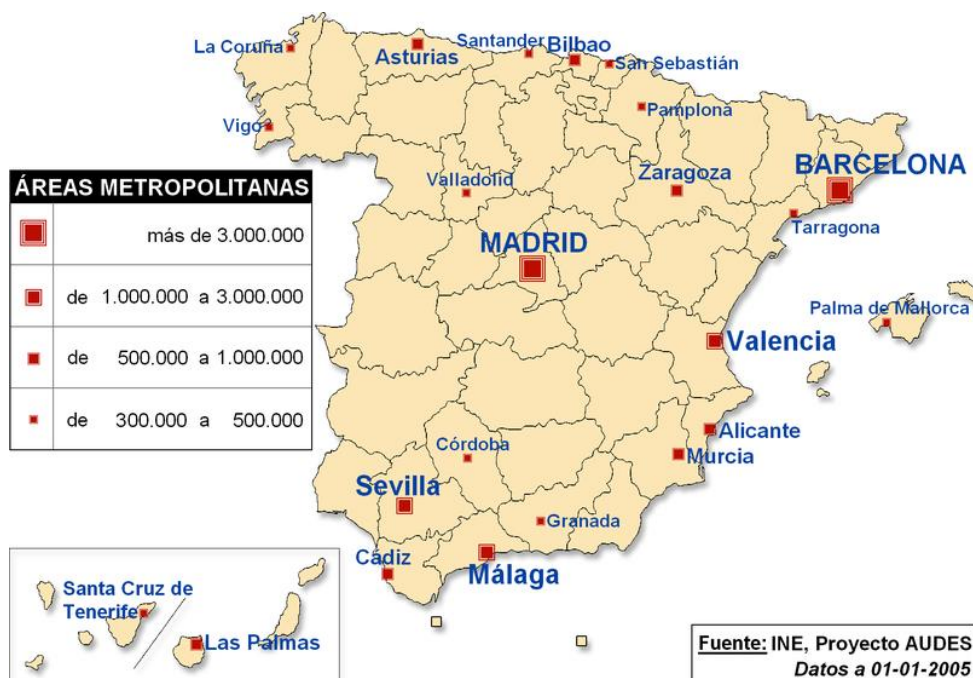 La Coruña
Asturias
Santander
Bilbao
San Sebastián
Pamplona
Vigo
Valladolid
Zaragoza
BARCELONA
Tarragona
MADRID
Palma de Mallorca
Valencia
ÁREAS METROPOLITANAS
más de 3.000.000
de 1.000.000 a 3.000.000
de 500.000 a 1.000.000
de 300.000 a 500.000
Alicante
Murcia
Córdoba
Sevilla
Granada
Cádiz
Málaga
Santa Cruz de
Tenerife
Las Palmas
Fuente: INE, Proyecto AUDES
Datos a 01-01-2005